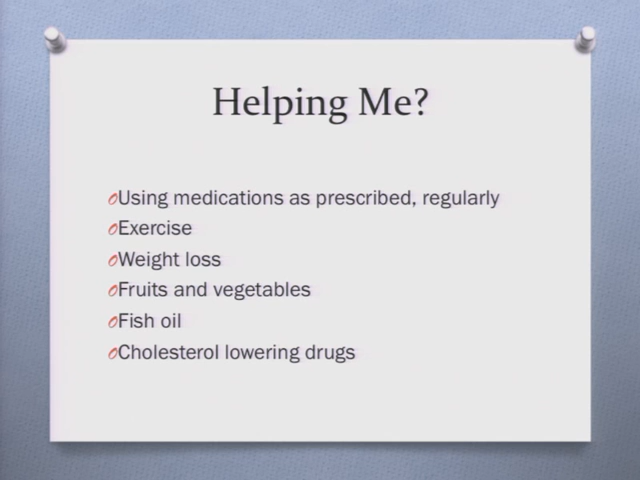 Helping Me?
Using medications as prescribed, regularly
Exercise
Weight loss
Fruits and vegetables
Fish oil
Cholesterol lowering drugs